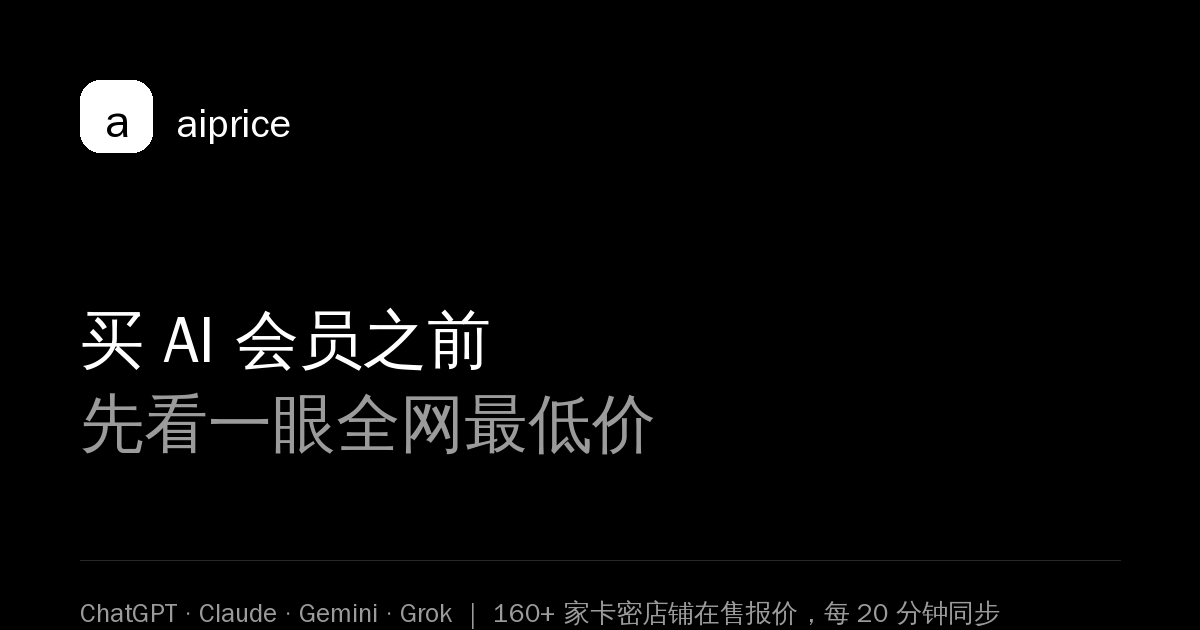 a
aiprice
买 AI 会员之前
先看一眼全网最低价
ChatGPT · Claude · Gemini · Grok ｜ 160+ 家卡密店铺在售报价，每 20 分钟同步